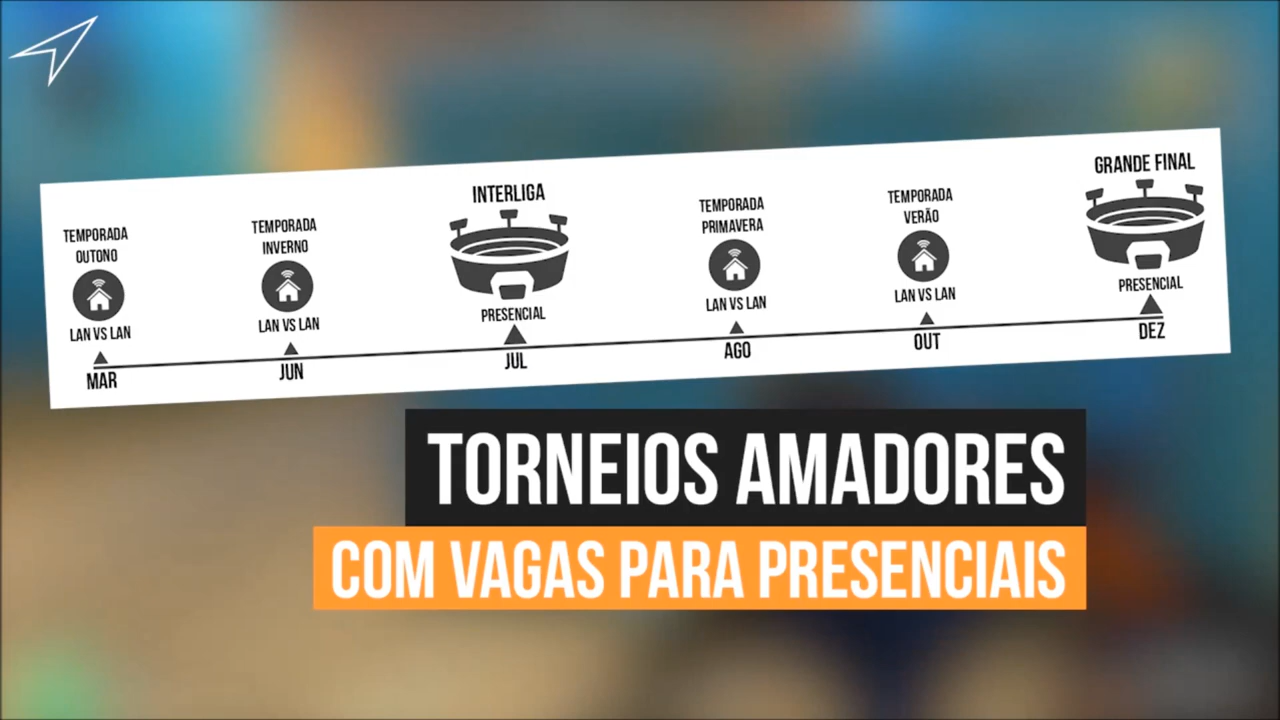 TEMPORADA
OUTONO
LAN VS LAN
MAR
TEMPORADA
INVERNO
LAN VS LAN
JUN
INTERLIGA
PRESENCIAL
JUL
TEMPORADA
PRIMAVERA
LAN VS LAN
AGO
TEMPORADA
VERÃO
LAN VS LAN
OUT
GRANDE FINAL
PRESENCIAL
DEZ
TORNEIOS AMADORES
COM VAGAS PARA PRESENCIAIS